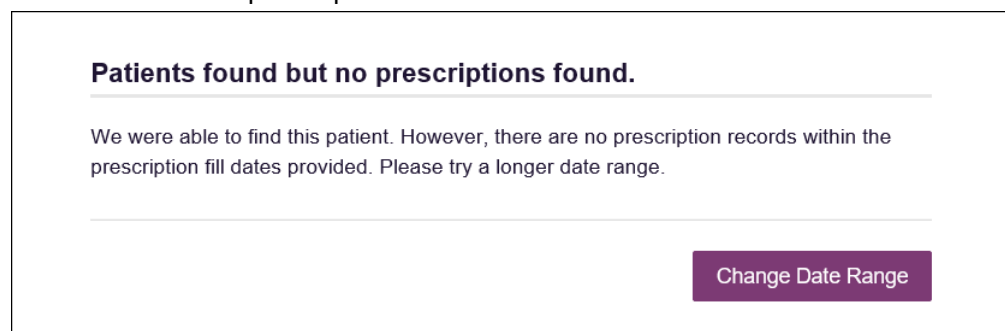 Patients found but no prescriptions found.
We were able to find this patient. However, there are no prescription records within the
prescription fill dates provided. Please try a longer date range.
Change Date Range